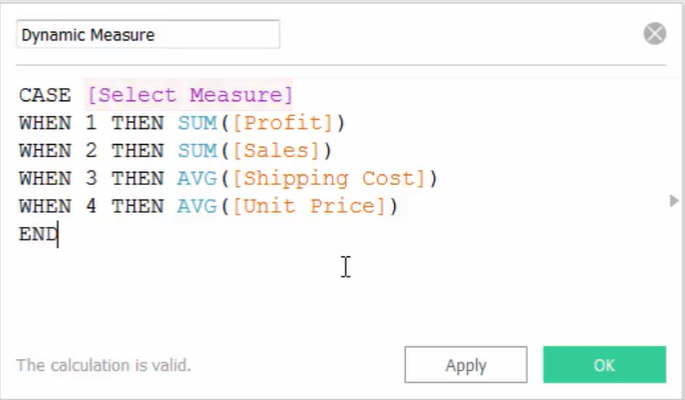 Dynamic Measure
CASE [Select Measure]
WHEN 1 THEN SUM([Profit])
WHEN 2 THEN SUM([Sales])
WHEN 3 THEN AVG([Shipping Cost])
WHEN 4 THEN AVG([Unit Price])
END
The calculation is valid.
Apply
OK